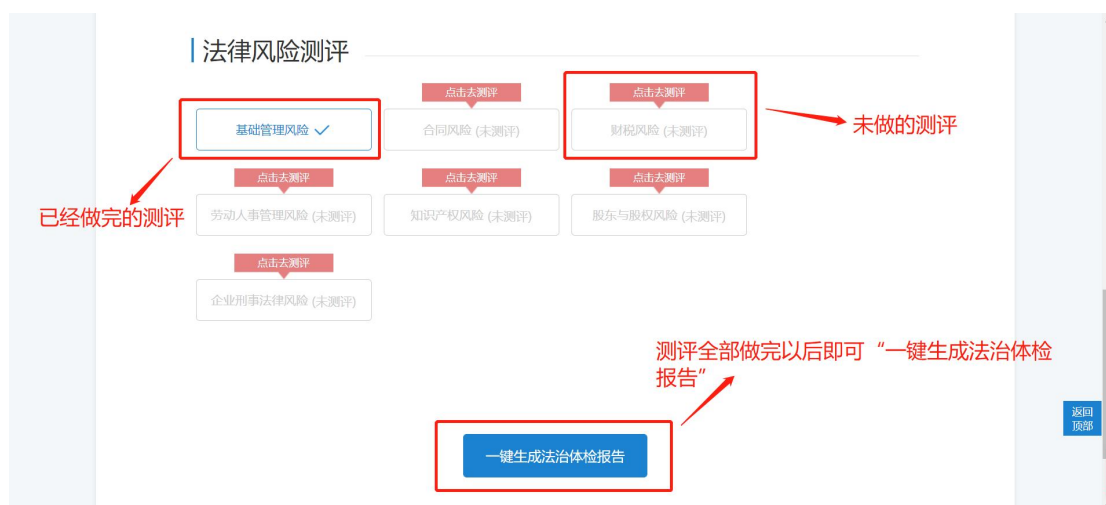 法律风险测评
点击去测评 点击去测评
基础管理风险 合同风险 (未测评) 财税风险 (未测评)
未做的测评
点击去测评 点击去测评 点击去测评
已经做完的测评
劳动人事管理风险 (未测评) 知识产权风险 (未测评) 股东与股权风险 (未测评)
点击去测评
企业刑事法律风险 (未测评)
测评全部做完以后即可“一键生成法治体检
报告”
返回
顶部
一键生成法治体检报告